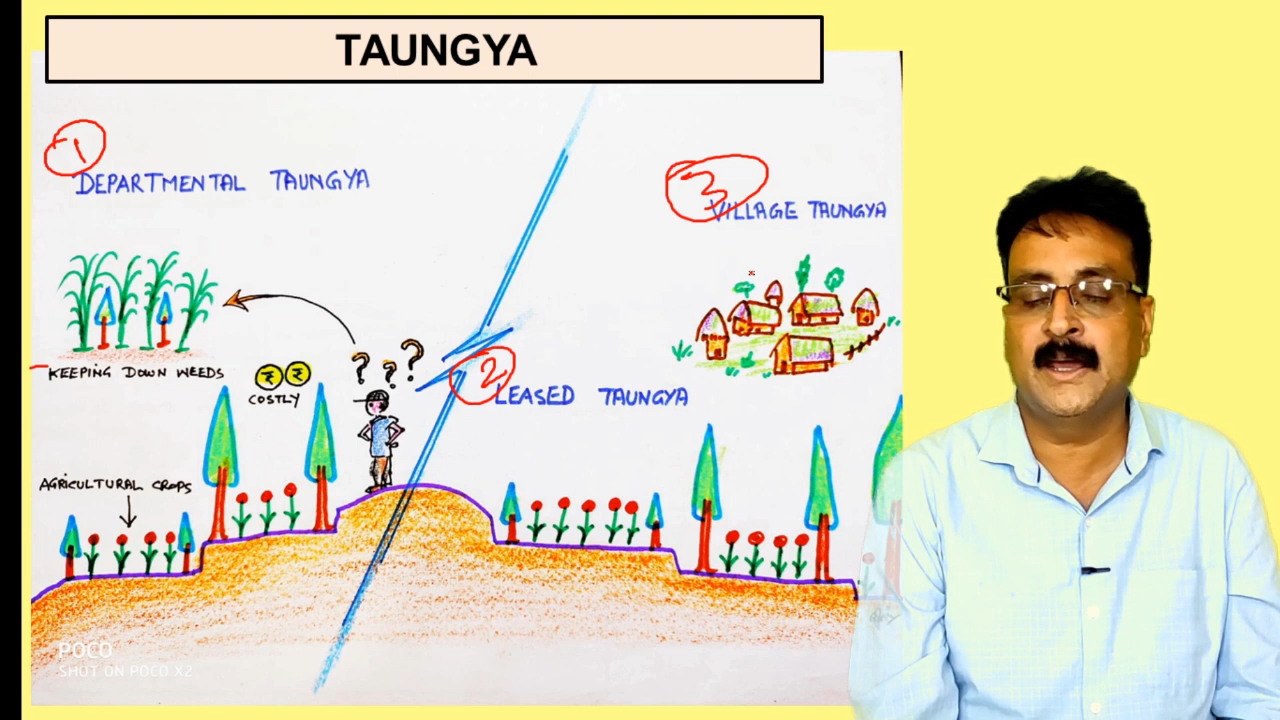 TAUNGYA
1
DEPARTMENTAL TAUNGYA
3
VILLAGE TAUNGYA
KEEPING DOWN WEEDS
? ? ?
₹ ₹
COSTLY
2
LEASED TAUNGYA
AGRICULTURAL CROPS
POCO
SHOT ON POCO X2